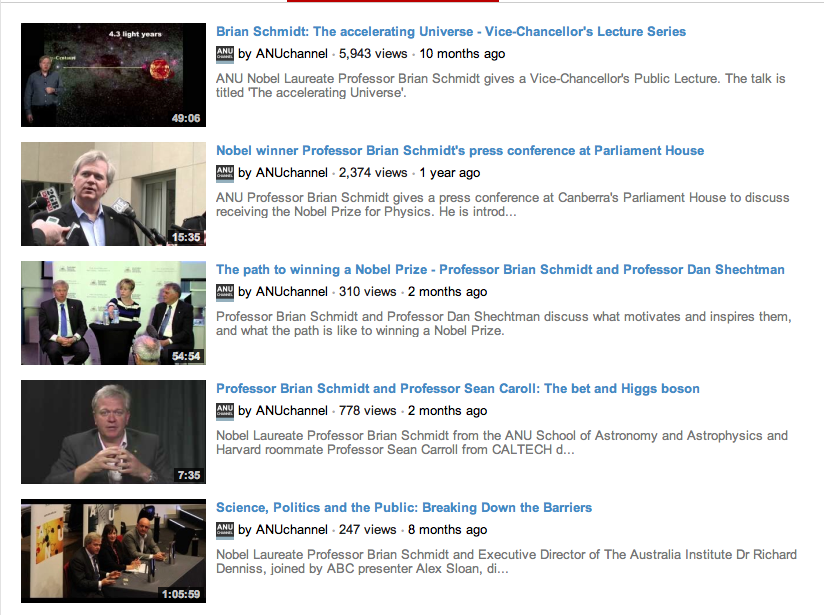 4.3 light years
Centauri
49:06
Brian Schmidt: The accelerating Universe - Vice-Chancellor's Lecture Series
ANU CHANNEL by ANUchannel · 5,943 views · 10 months ago
ANU Nobel Laureate Professor Brian Schmidt gives a Vice-Chancellor's Public Lecture. The talk is
titled 'The accelerating Universe'.
15:35
Nobel winner Professor Brian Schmidt's press conference at Parliament House
ANU CHANNEL by ANUchannel · 2,374 views · 1 year ago
ANU Professor Brian Schmidt gives a press conference at Canberra's Parliament House to discuss
receiving the Nobel Prize for Physics. He is introd...
54:54
The path to winning a Nobel Prize - Professor Brian Schmidt and Professor Dan Shechtman
ANU CHANNEL by ANUchannel · 310 views · 2 months ago
Professor Brian Schmidt and Professor Dan Shechtman discuss what motivates and inspires them,
and what the path is like to winning a Nobel Prize.
7:35
Professor Brian Schmidt and Professor Sean Caroll: The bet and Higgs boson
ANU CHANNEL by ANUchannel · 778 views · 2 months ago
Nobel Laureate Professor Brian Schmidt from the ANU School of Astronomy and Astrophysics and
Harvard roommate Professor Sean Carroll from CALTECH d...
1:05:59
Science, Politics and the Public: Breaking Down the Barriers
ANU CHANNEL by ANUchannel · 247 views · 8 months ago
Nobel Laureate Professor Brian Schmidt and Executive Director of The Australia Institute Dr Richard
Denniss, joined by ABC presenter Alex Sloan, di...